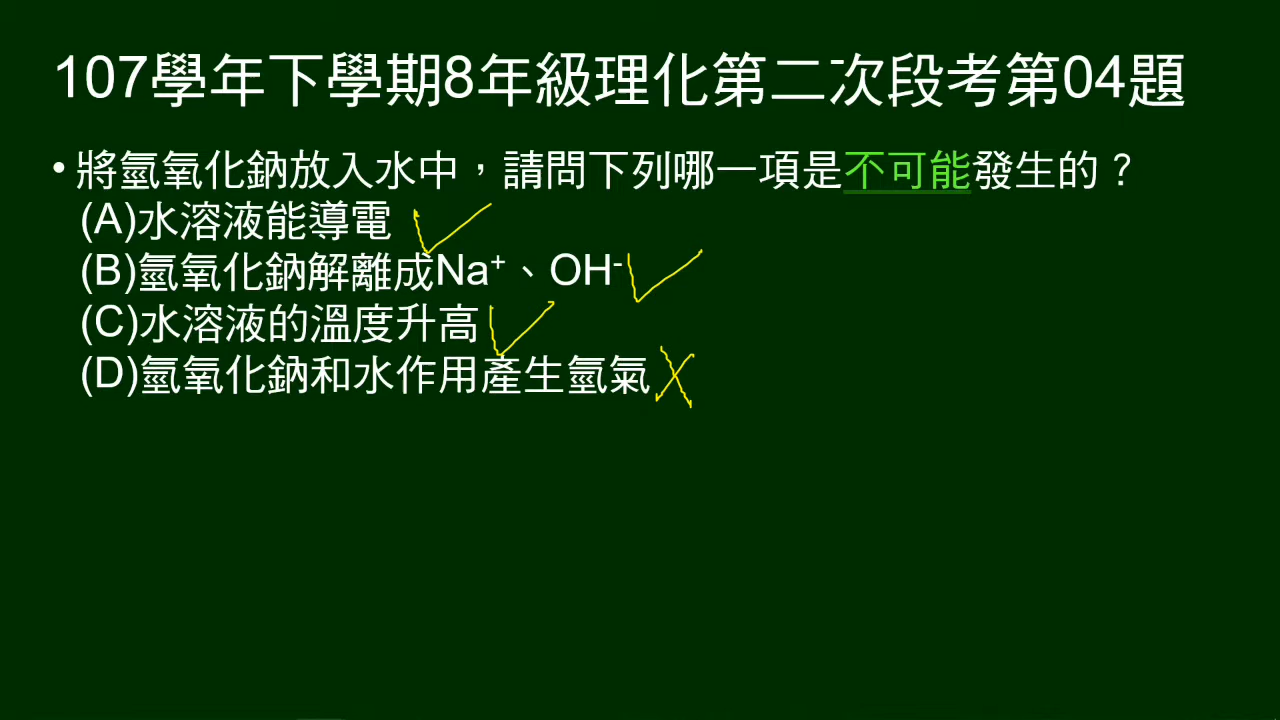 107學年下學期8年級理化第二次段考第04題
•將氫氧化鈉放入水中，請問下列哪一項是不可能發生的？
(A)水溶液能導電
(B)氫氧化鈉解離成Na⁺、OH⁻
(C)水溶液的溫度升高
(D)氫氧化鈉和水作用產生氫氣